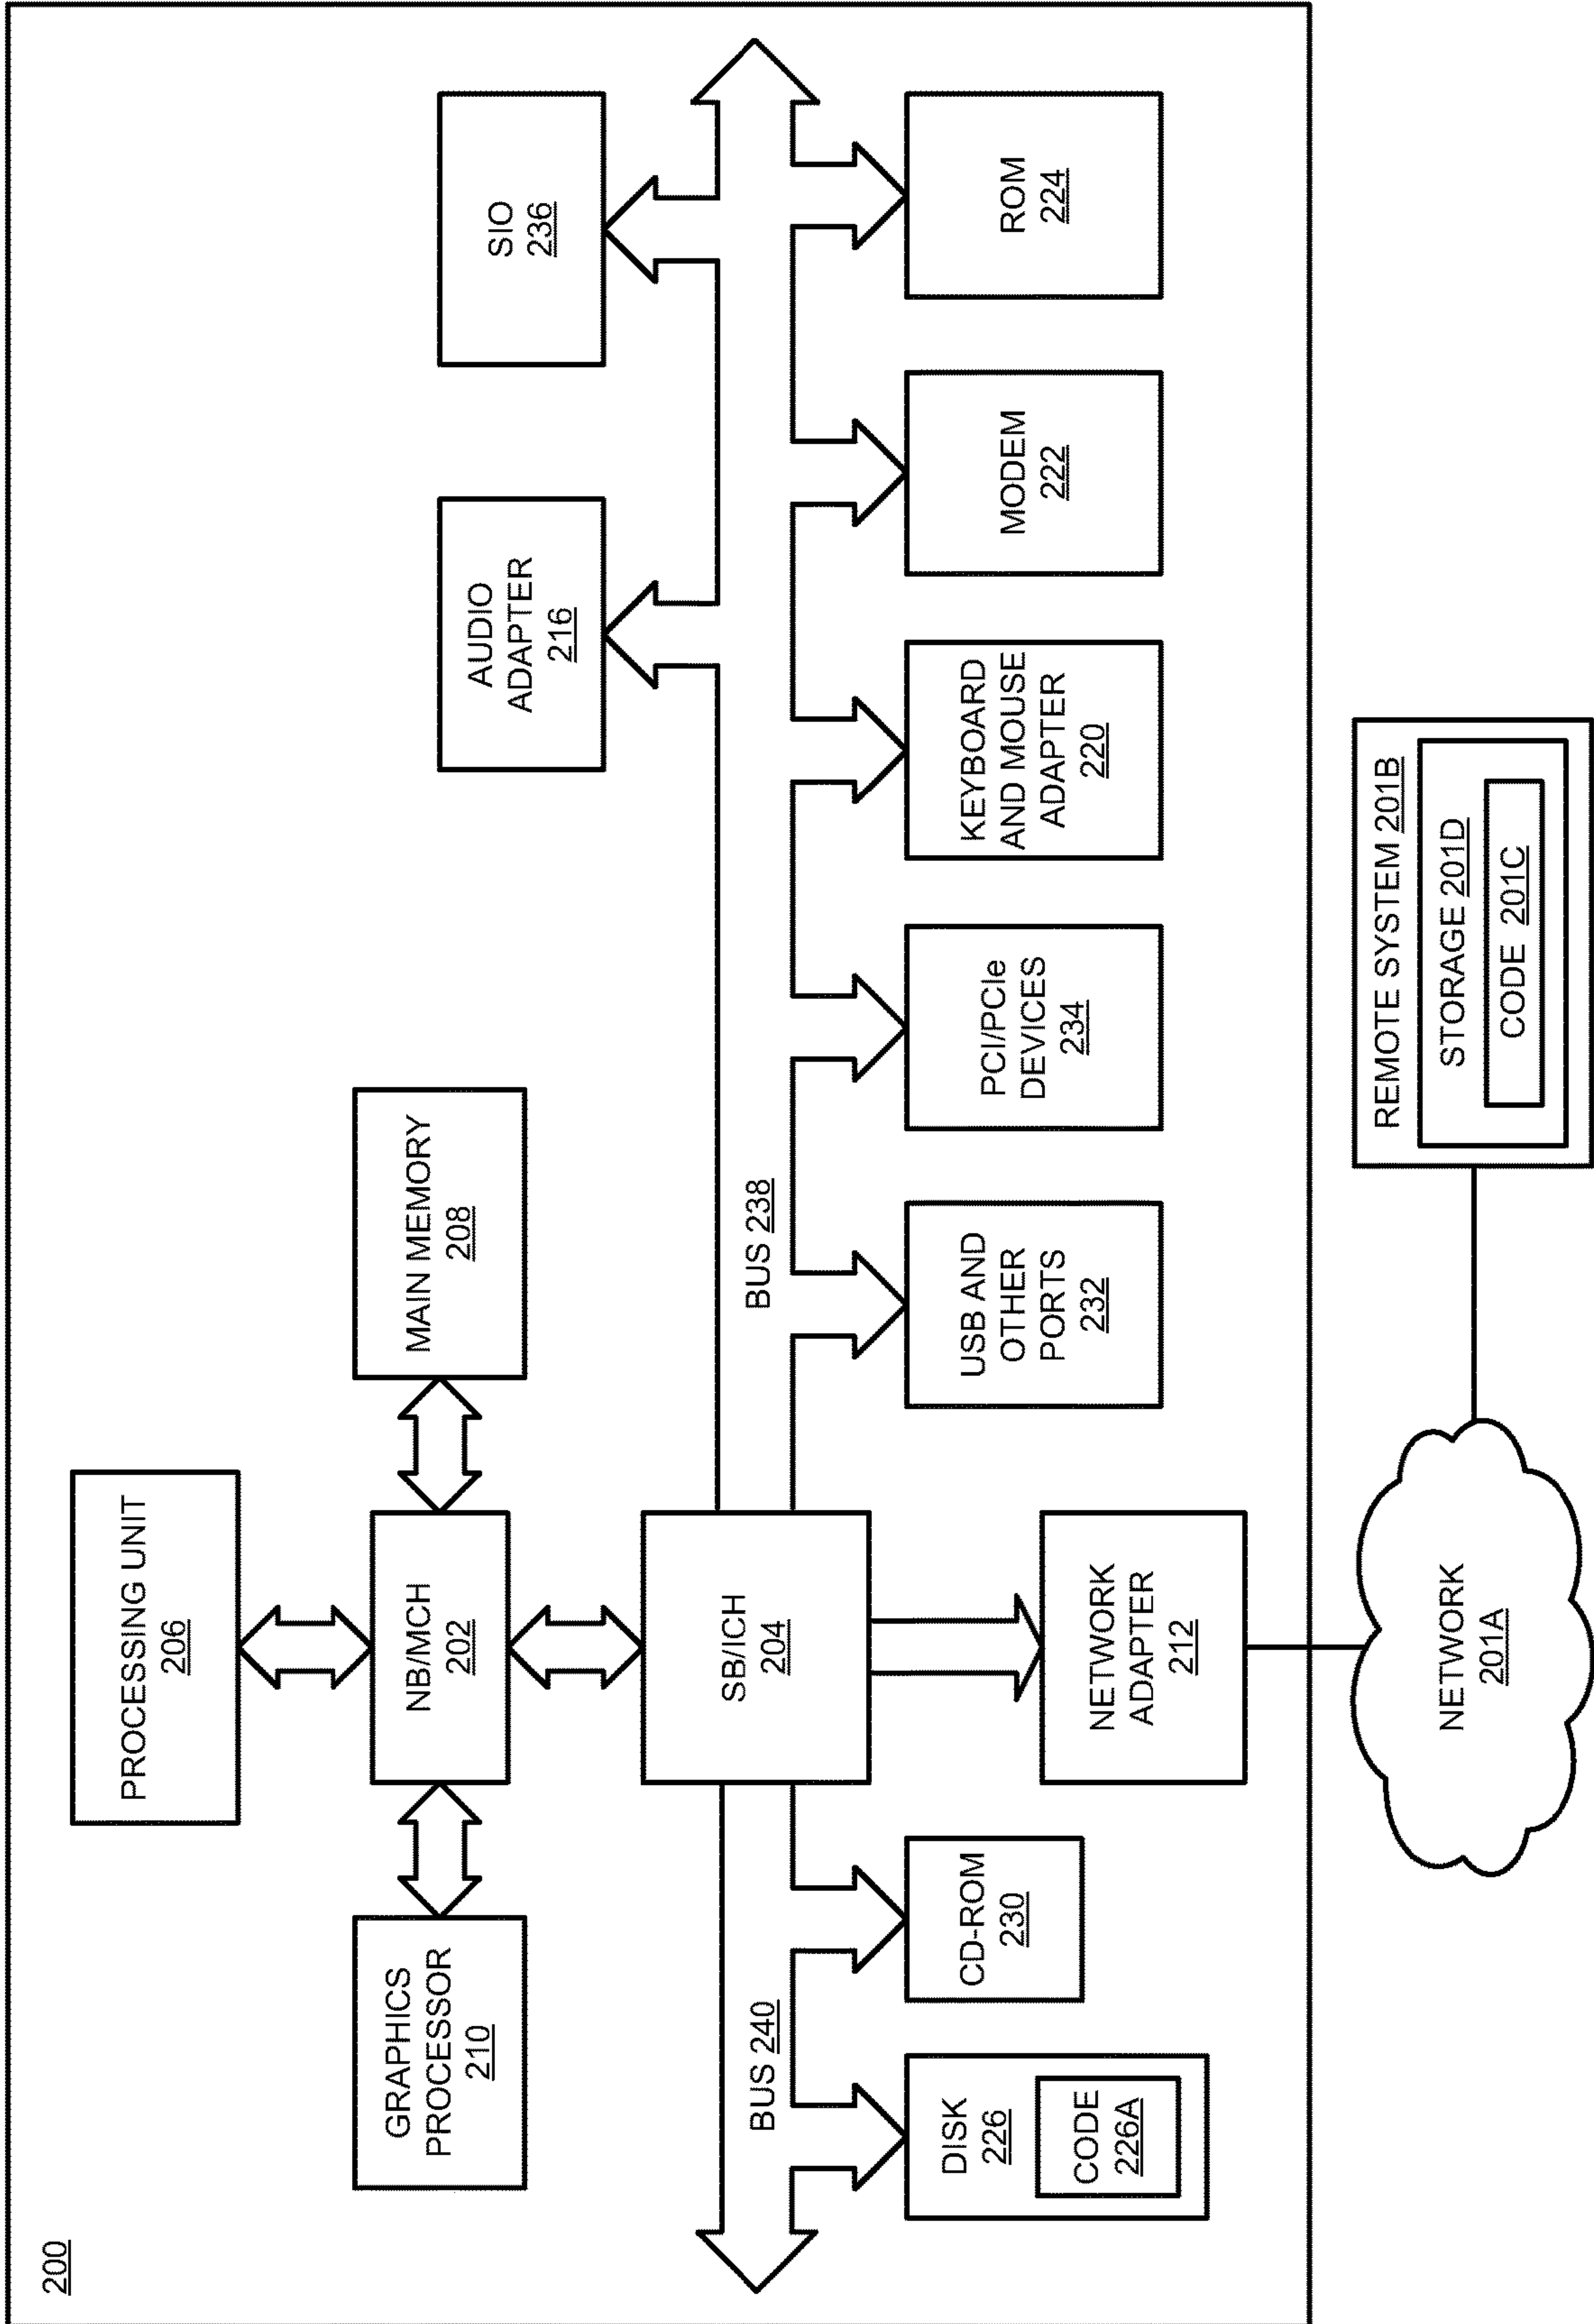 200
PROCESSING UNIT
206
GRAPHICS
PROCESSOR
210
NB/MCH
202
MAIN MEMORY
208
AUDIO
ADAPTER
216
SIO
236
SB/ICH
204
BUS 240
BUS 238
DISK
226
CODE
226A
CD-ROM
230
NETWORK
ADAPTER
212
USB AND
OTHER
PORTS
232
PCI/PCIe
DEVICES
234
KEYBOARD
AND MOUSE
ADAPTER
220
MODEM
222
ROM
224
NETWORK
201A
REMOTE SYSTEM 201B
STORAGE 201D
CODE 201C